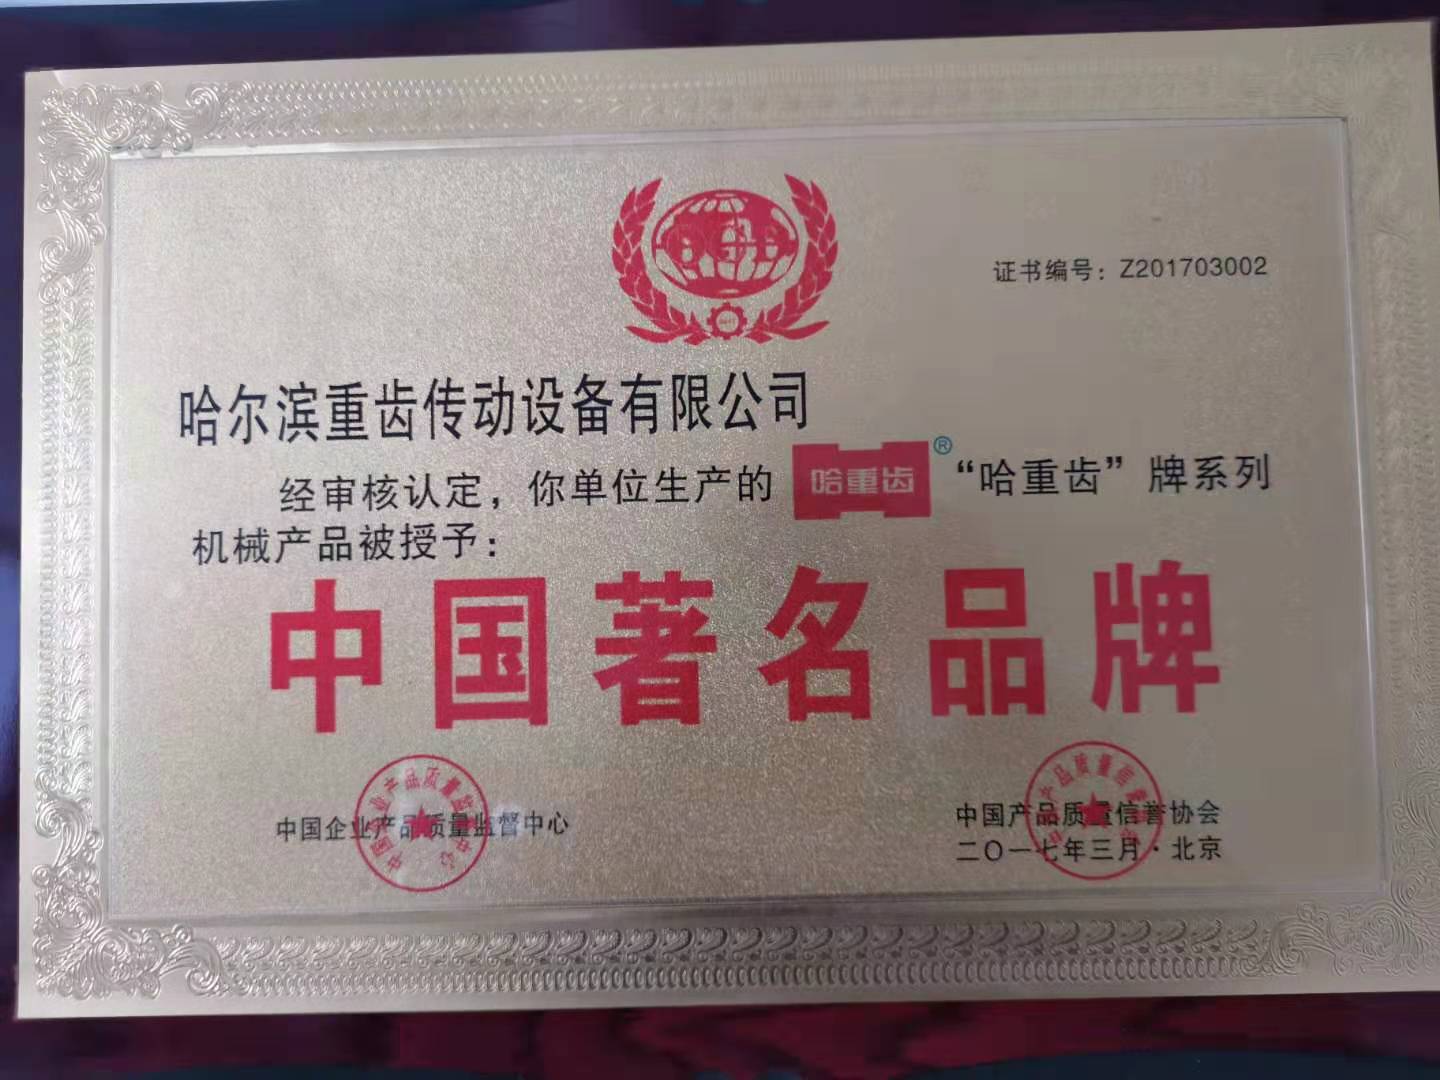 证书编号：Z201703002
哈尔滨重齿传动设备有限公司
经审核认定，你单位生产的 哈重齿® “哈重齿”牌系列
机械产品被授予：
中国著名品牌
中国企业产品质量监督中心
中国产品质量信誉协会
二〇一七年三月·北京